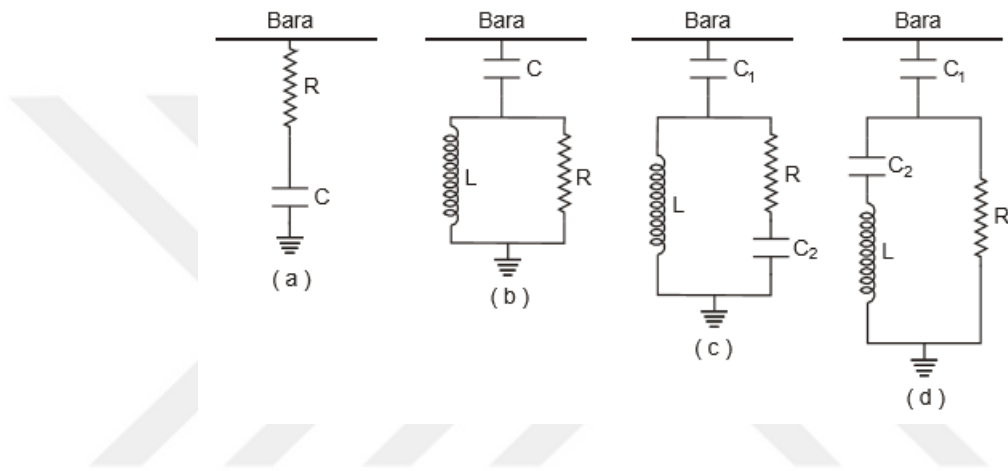 Bara Bara Bara Bara
R C C₁ C₁
C L R L R C₂ C₂ L R
( a ) ( b ) ( c ) ( d )